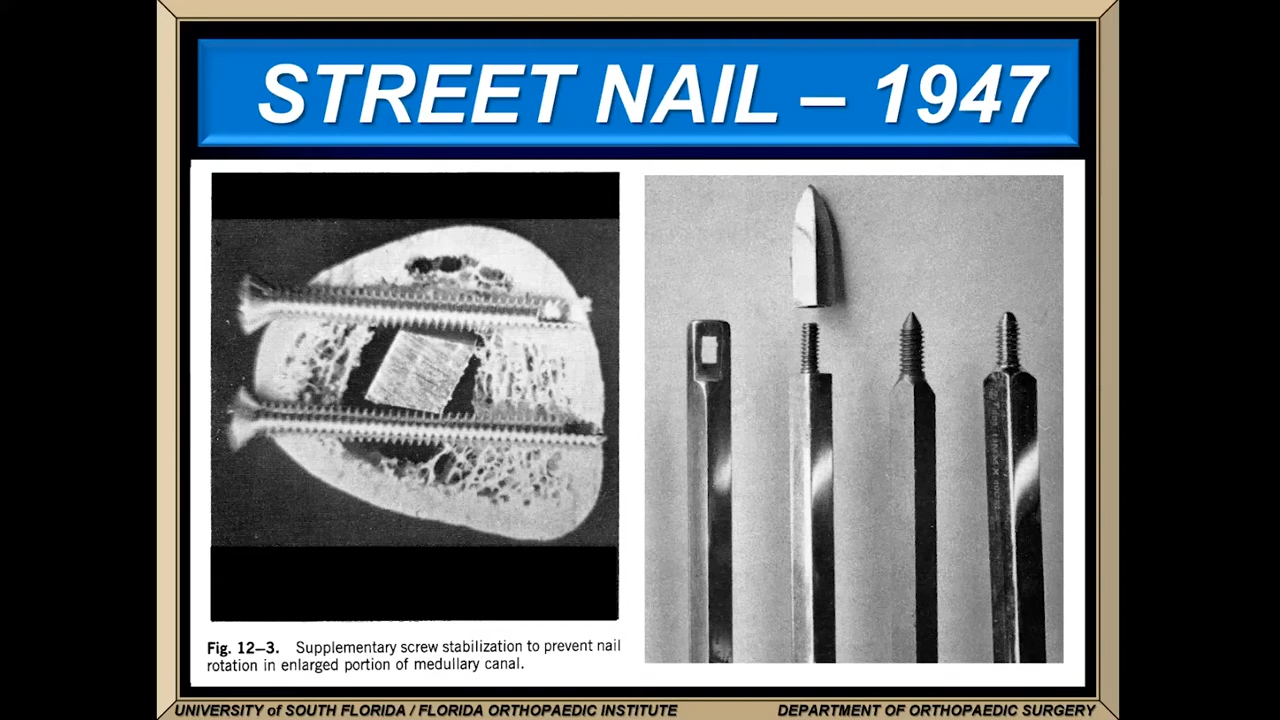 STREET NAIL – 1947
Fig. 12–3. Supplementary screw stabilization to prevent nail
rotation in enlarged portion of medullary canal.
UNIVERSITY of SOUTH FLORIDA / FLORIDA ORTHOPAEDIC INSTITUTE
DEPARTMENT OF ORTHOPAEDIC SURGERY